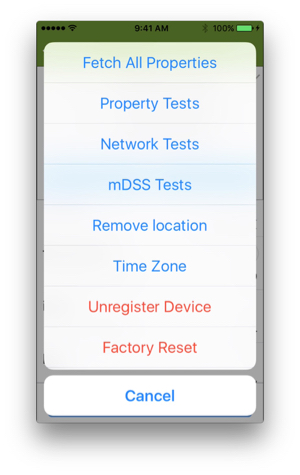 9:41 AM
100%
Fetch All Properties
Property Tests
Network Tests
mDSS Tests
Remove location
Time Zone
Unregister Device
Factory Reset
Cancel